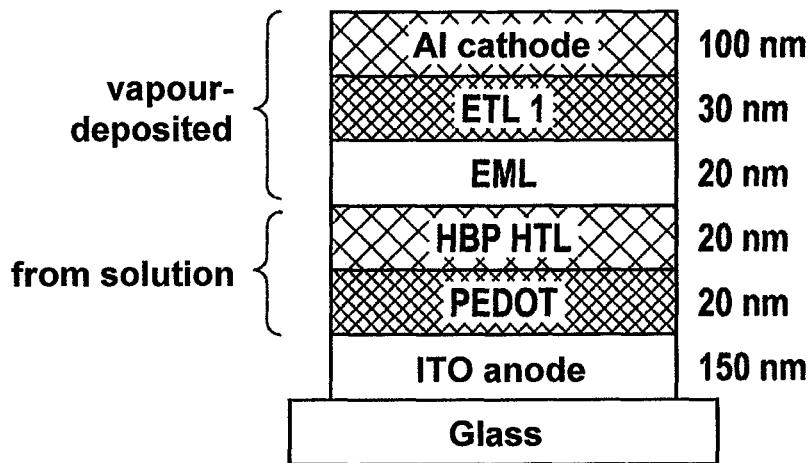 Al cathode 100 nm
vapour-
deposited
ETL 1 30 nm
EML 20 nm
HBP HTL 20 nm
from solution
PEDOT 20 nm
ITO anode 150 nm
Glass